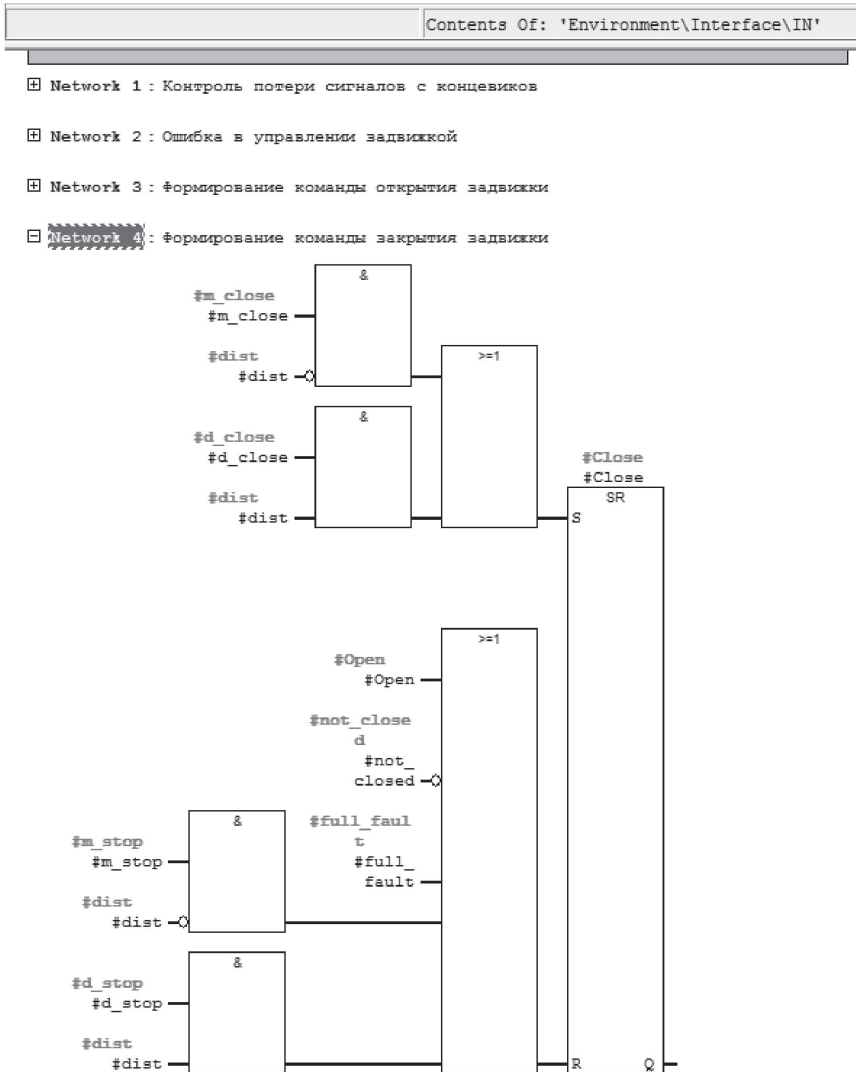 Contents Of: 'Environment\Interface\IN'
Network 1 : Контроль потери сигналов с концевиков
Network 2 : Ошибка в управлении задвижкой
Network 3 : Формирование команды открытия задвижки
Network 4 : Формирование команды закрытия задвижки
&
#m_close
#m_close
#dist
#dist
>=1
&
#d_close
#d_close
#dist
#dist
#Close
#Close
SR
S
>=1
#Open
#Open
#not_close
d
#not_
closed
#full_faul
t
#full_
fault
&
#m_stop
#m_stop
#dist
#dist
&
#d_stop
#d_stop
#dist
#dist
R
Q